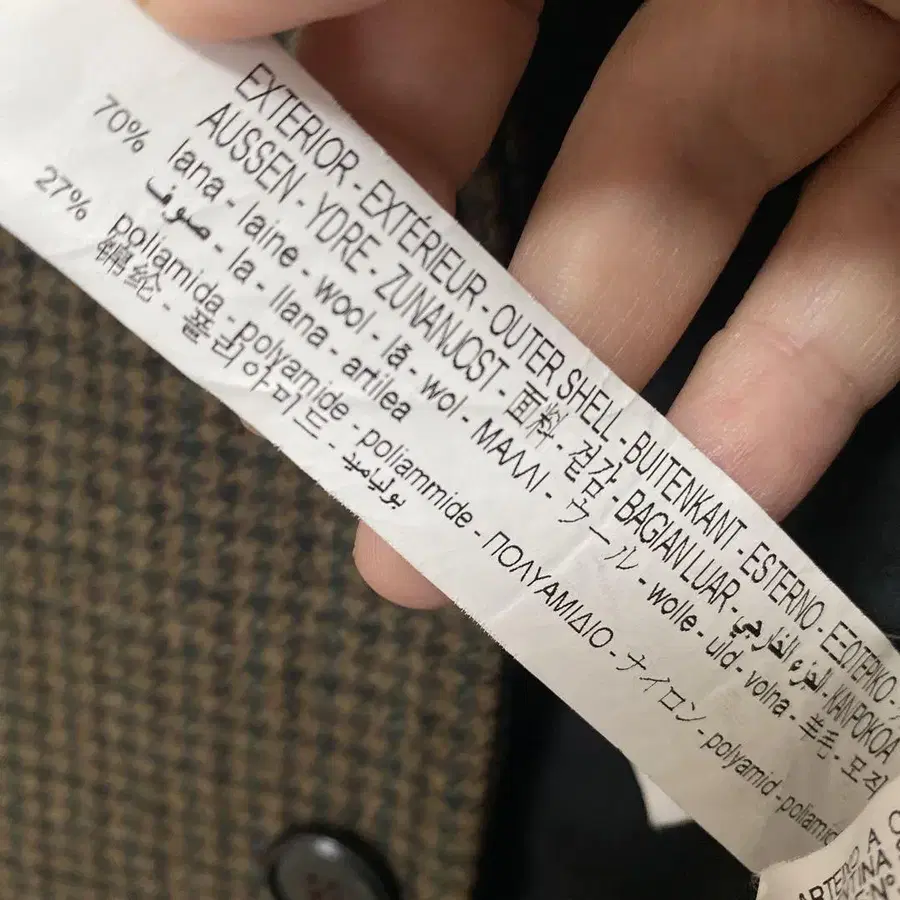 EXTERIOR - EXTÉRIEUR - OUTER SHELL - BUITENKANT - ESTERNO - ΕΞΩΤΕΡΙΚΟ -
AUSSEN - YDRE - ZUNANJOST - 面料 - 겉감 - BAGIAN LUAR - الجزء الخارجي - KANPOKOA
70% lana - laine - wool - lã - wol - ΜΑΛΛΙ - ウール - wolle - uld - volna - 羊毛 - 모직
صوف - la - llana - artilea
27% poliamida - polyamide - poliammide - ΠΟΛΥΑΜΙΔΙΟ - ナイロン - polyamid -
锦纶 - 폴리아미드 - بولياميد